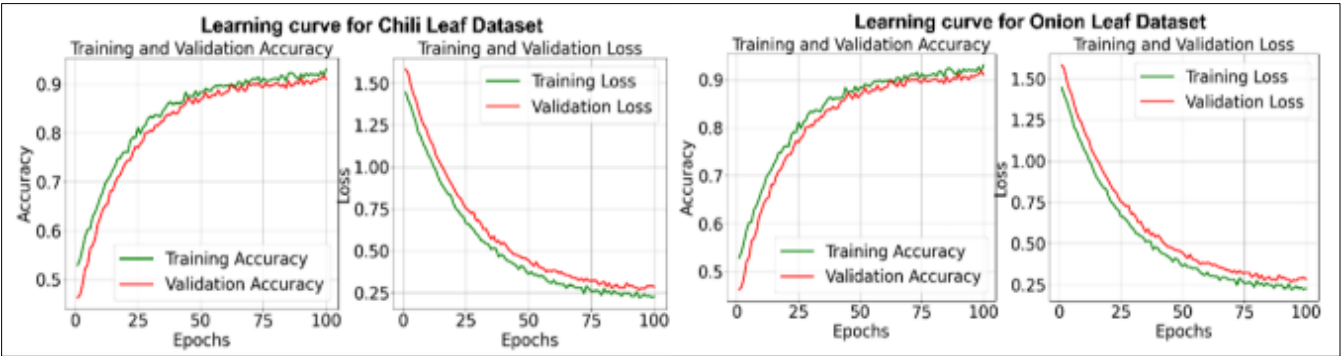 Learning curve for Chili Leaf Dataset
Training and Validation Accuracy
Accuracy
0.9
0.8
0.7
0.6
0.5
Training Accuracy
Validation Accuracy
0 25 50 75 100
Epochs
Training and Validation Loss
Loss
1.50
1.25
1.00
0.75
0.50
0.25
Training Loss
Validation Loss
0 25 50 75 100
Epochs
Learning curve for Onion Leaf Dataset
Training and Validation Accuracy
Accuracy
0.9
0.8
0.7
0.6
0.5
Training Accuracy
Validation Accuracy
0 25 50 75 100
Epochs
Training and Validation Loss
Loss
1.50
1.25
1.00
0.75
0.50
0.25
Training Loss
Validation Loss
0 25 50 75 100
Epochs